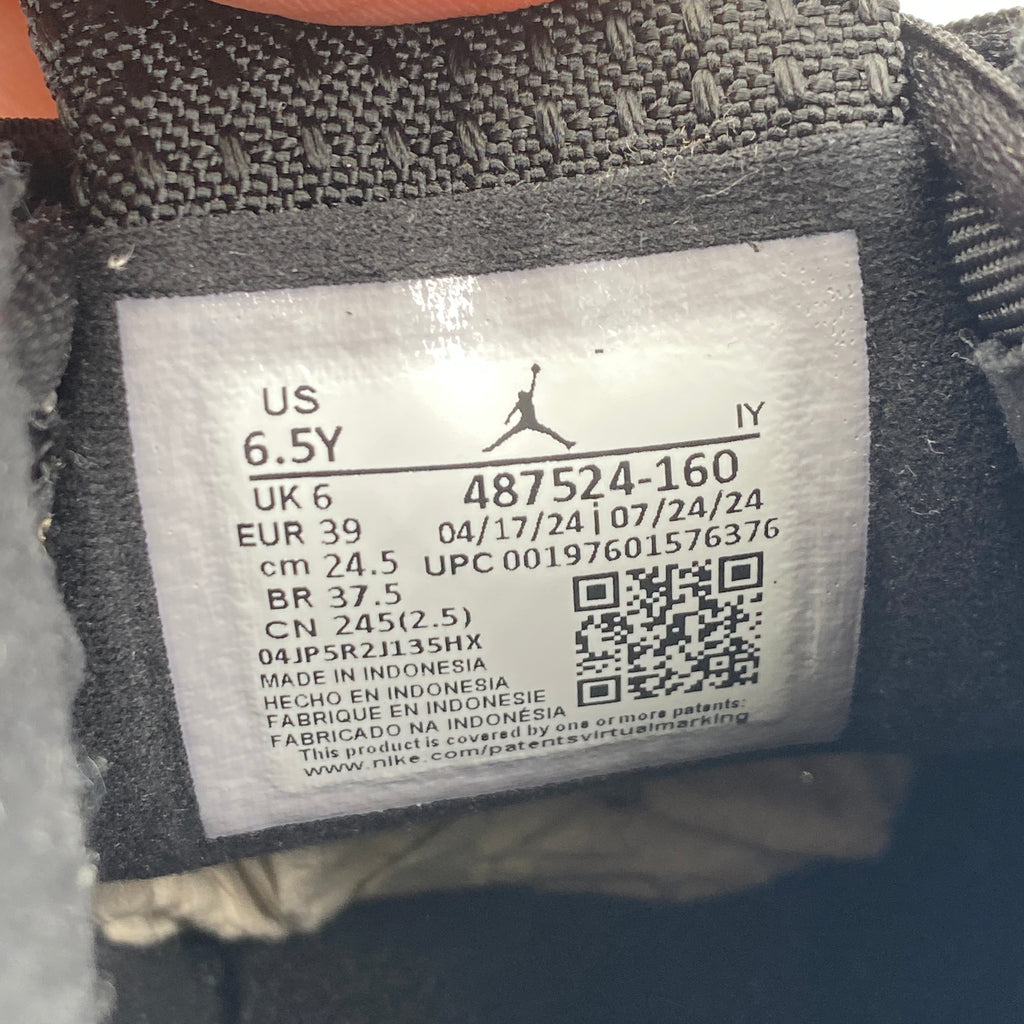 US
6.5Y
IY
UK 6
487524-160
EUR 39
04/17/24 | 07/24/24
cm 24.5
UPC 00197601576376
BR 37.5
CN 245(2.5)
04JP5R2J135HX
MADE IN INDONESIA
HECHO EN INDONESIA
FABRIQUE EN INDONESIE
FABRICADO NA INDONÉSIA
This product is covered by one or more patents:
www.nike.com/patentsvirtualmarking